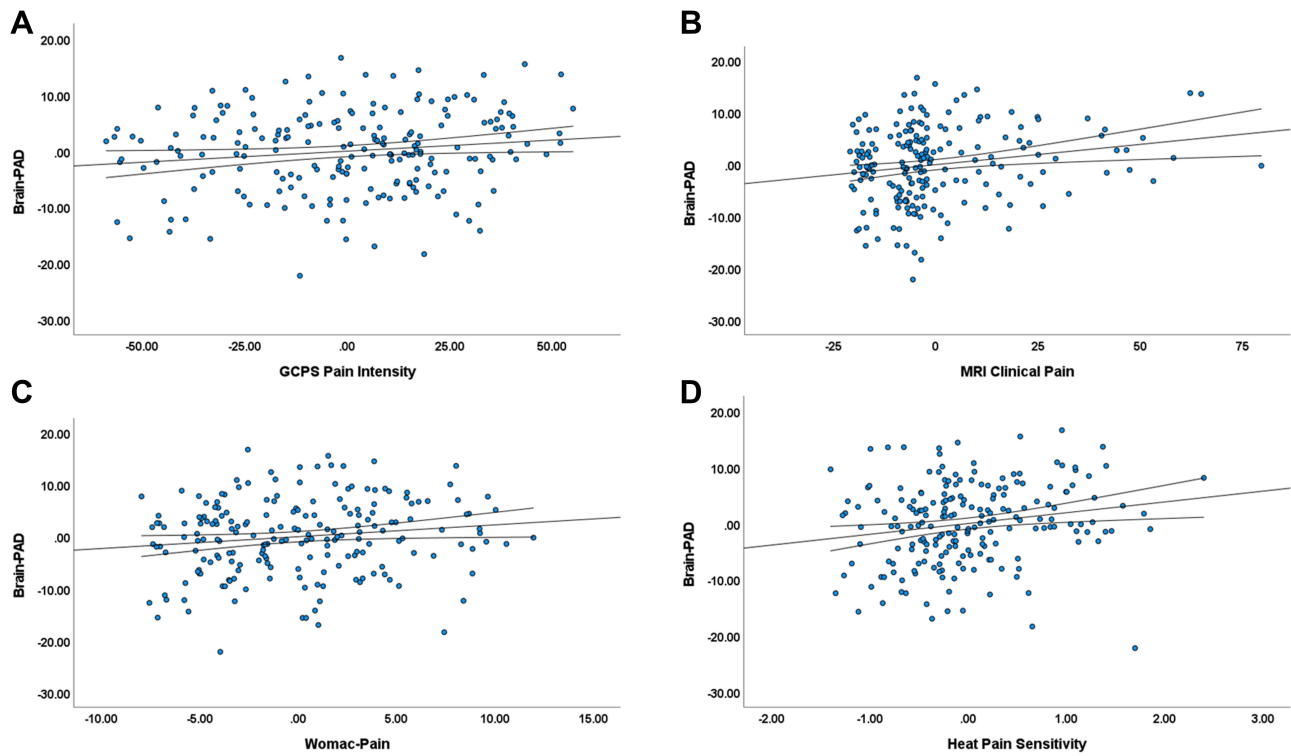 A
20.00
10.00
.00
-10.00
-20.00
-30.00
Brain-PAD
-50.00 -25.00 .00 25.00 50.00
GCPS Pain Intensity
B
20.00
10.00
.00
-10.00
-20.00
-30.00
Brain-PAD
-25 0 25 50 75
MRI Clinical Pain
C
20.00
10.00
.00
-10.00
-20.00
-30.00
Brain-PAD
-10.00 -5.00 .00 5.00 10.00 15.00
Womac-Pain
D
20.00
10.00
.00
-10.00
-20.00
-30.00
Brain-PAD
-2.00 -1.00 .00 1.00 2.00 3.00
Heat Pain Sensitivity